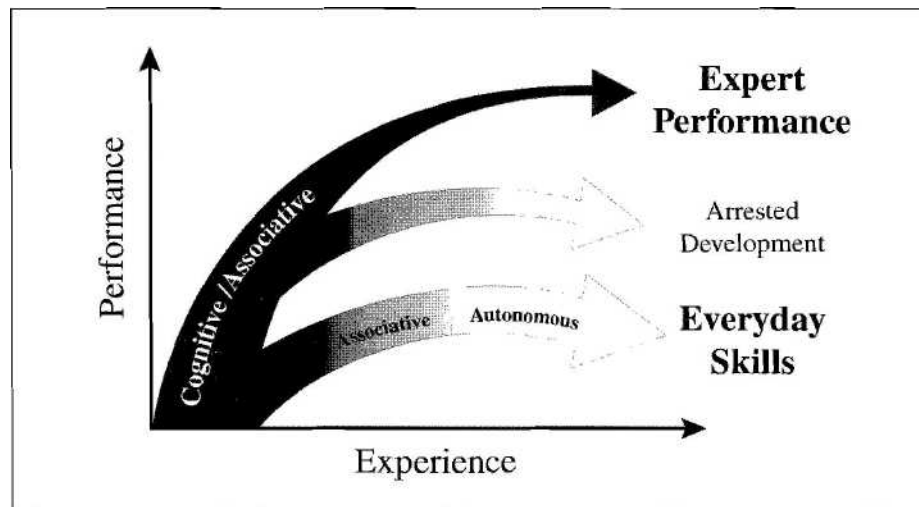 Expert
Performance
Arrested
Development
Everyday
Skills
Performance
Cognitive/Associative
Associative
Autonomous
Experience